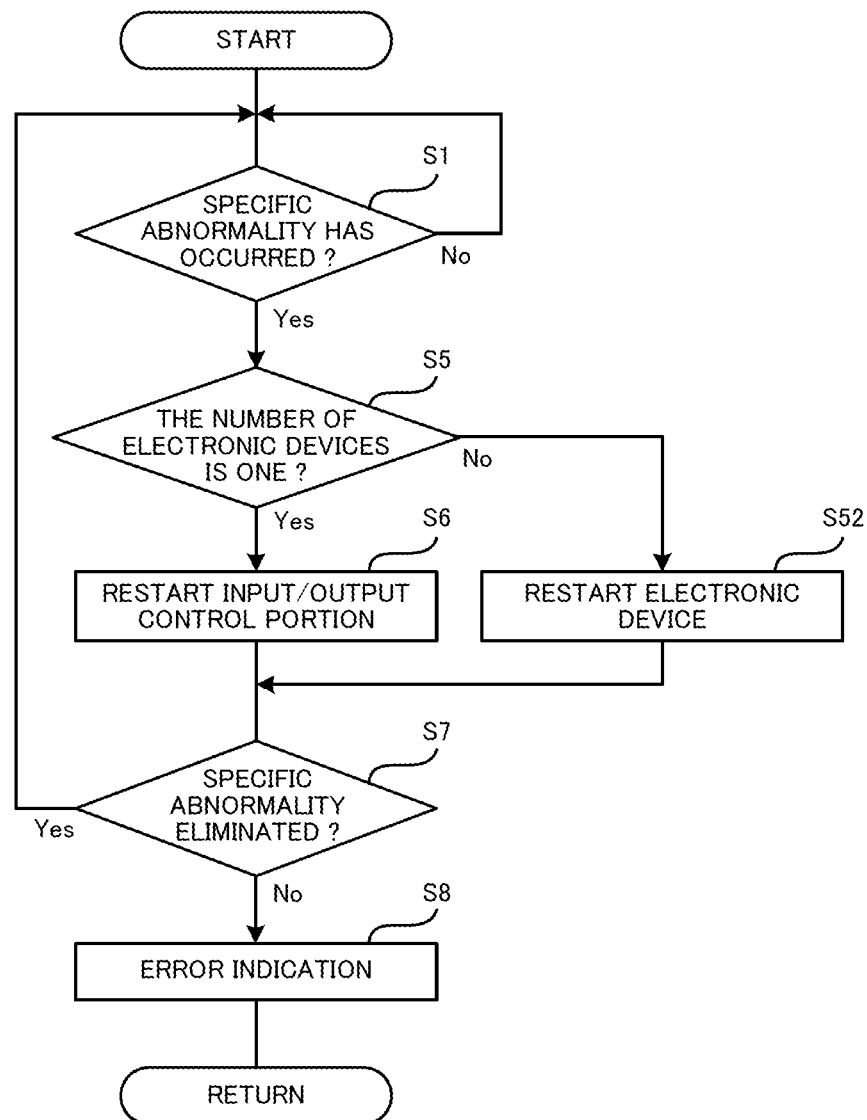 START
S1
SPECIFIC
ABNORMALITY HAS
OCCURRED ?
No
Yes
S5
THE NUMBER OF
ELECTRONIC DEVICES
IS ONE ?
No
Yes
S6
S52
RESTART INPUT/OUTPUT
CONTROL PORTION
RESTART ELECTRONIC
DEVICE
S7
SPECIFIC
ABNORMALITY
ELIMINATED ?
Yes
No
S8
ERROR INDICATION
RETURN